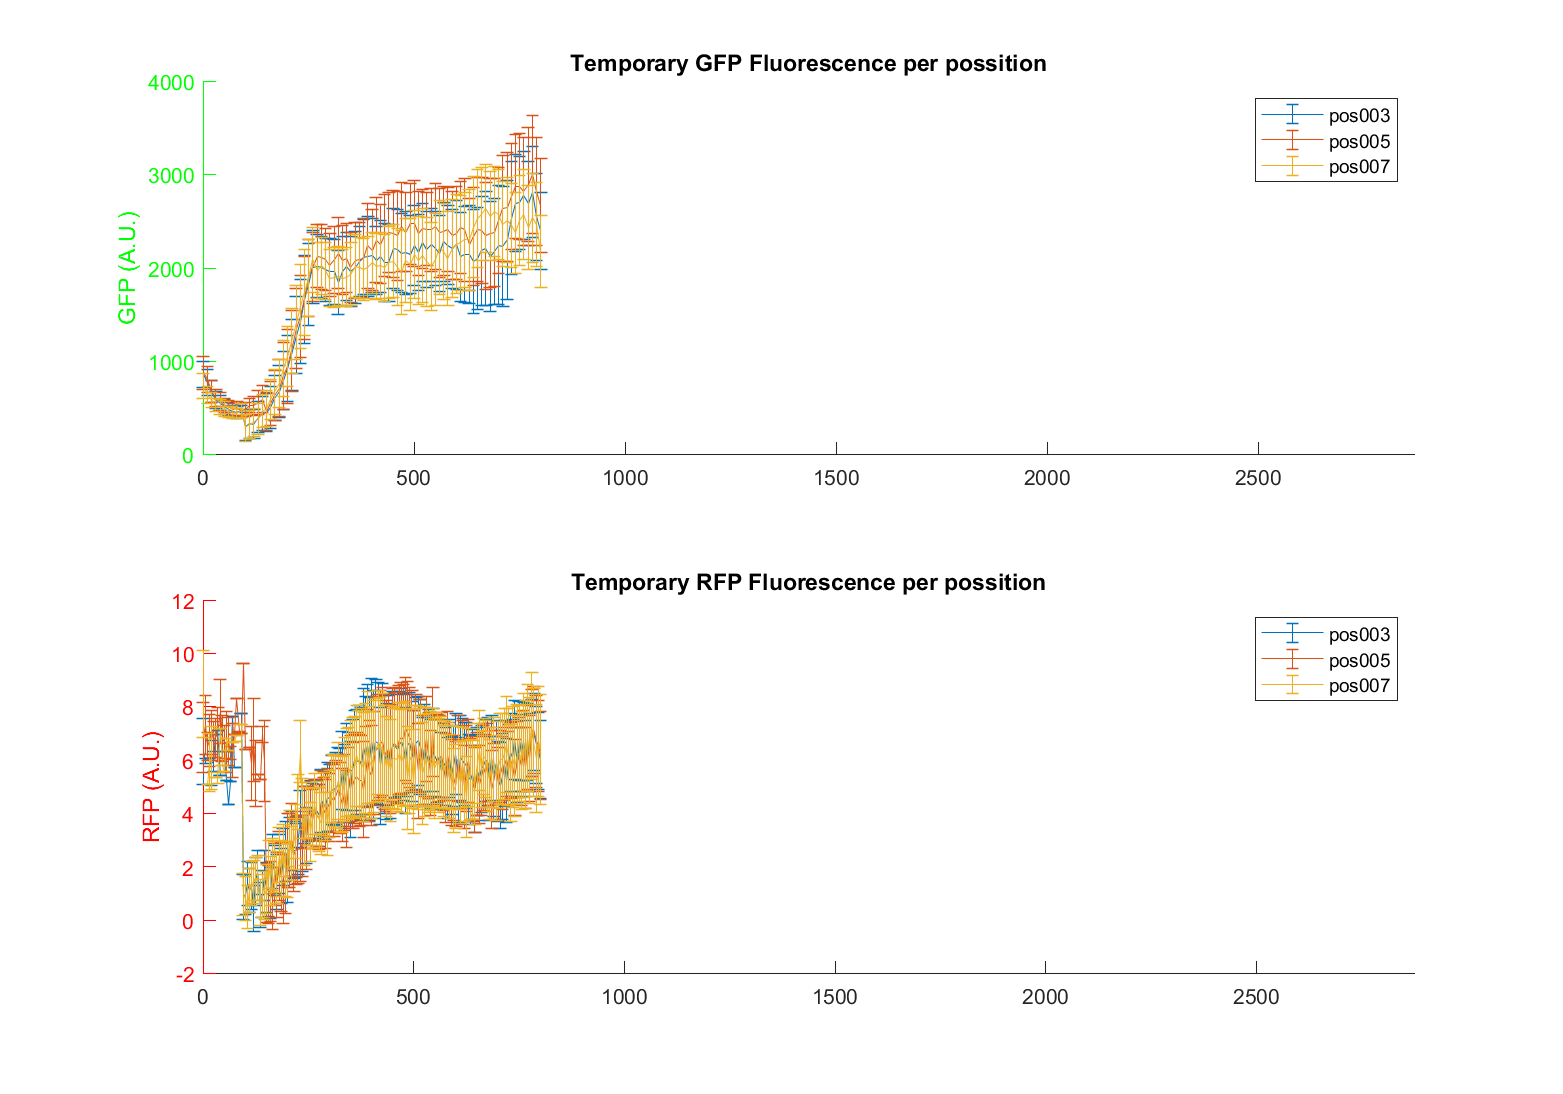 Temporary GFP Fluorescence per possition
4000
3000
2000
1000
0
GFP (A.U.)
pos003
pos005
pos007
0 500 1000 1500 2000 2500
Temporary RFP Fluorescence per possition
12
10
8
6
4
2
0
-2
RFP (A.U.)
pos003
pos005
pos007
0 500 1000 1500 2000 2500